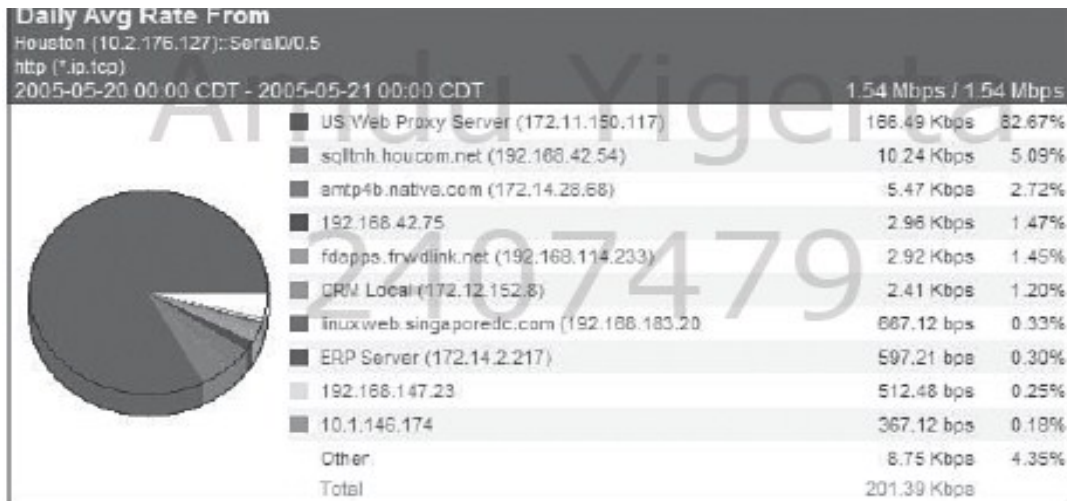 Daily Avg Rate From
Houston (10.2.176.127)::Serial0/0.5
http (*.ip.tcp)
2005-05-20 00:00 CDT - 2005-05-21 00:00 CDT 1.54 Mbps / 1.54 Mbps
US Web Proxy Server (172.11.150.117) 166.49 Kbps 82.67%
sqltnh.houcom.net (192.168.42.54) 10.24 Kbps 5.09%
smtp4b.native.com (172.14.28.68) 5.47 Kbps 2.72%
192.168.42.75 2.96 Kbps 1.47%
fdapps.frwdlink.net (192.168.114.233) 2.92 Kbps 1.45%
CRM Local (172.12.152.8) 2.41 Kbps 1.20%
linuxweb.singaporedc.com (192.168.183.20 667.12 bps 0.33%
ERP Server (172.14.2.217) 597.21 bps 0.30%
192.168.147.23 512.48 bps 0.25%
10.1.146.174 367.12 bps 0.18%
Other 8.75 Kbps 4.35%
Total 201.39 Kbps
Amdu Yigerta
2407479